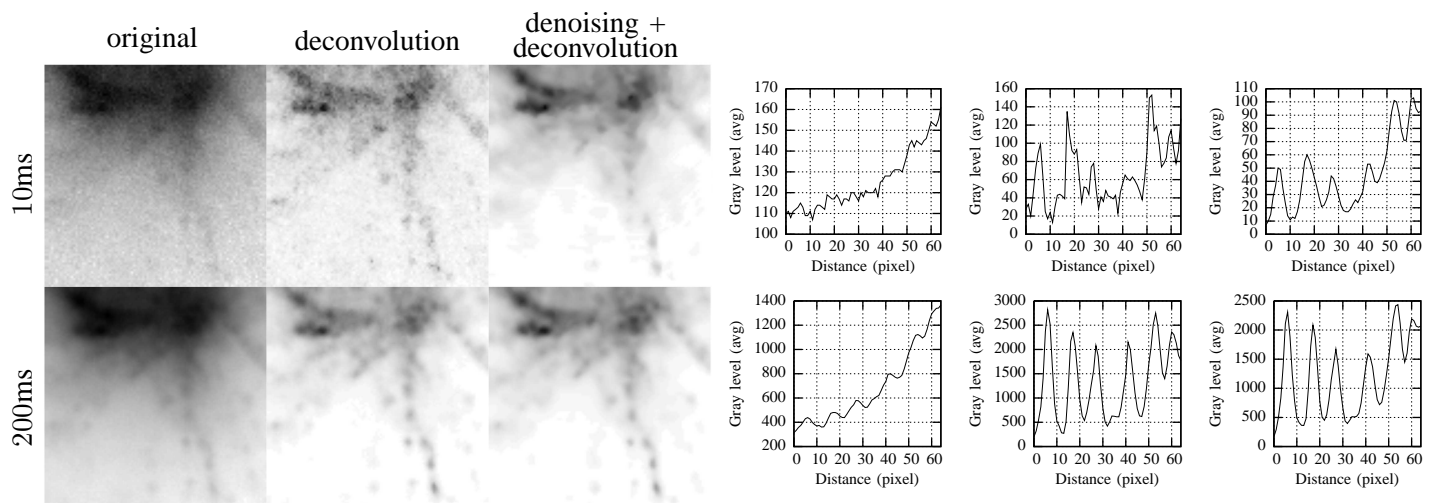 original
deconvolution
denoising +
deconvolution
10ms
200ms
170
160
150
140
130
120
110
100
Gray level (avg)
0 10 20 30 40 50 60
Distance (pixel)
160
140
120
100
80
60
40
20
0
Gray level (avg)
0 10 20 30 40 50 60
Distance (pixel)
110
100
90
80
70
60
50
40
30
20
10
0
Gray level (avg)
0 10 20 30 40 50 60
Distance (pixel)
1400
1200
1000
800
600
400
200
Gray level (avg)
0 10 20 30 40 50 60
Distance (pixel)
3000
2500
2000
1500
1000
500
0
Gray level (avg)
0 10 20 30 40 50 60
Distance (pixel)
2500
2000
1500
1000
500
0
Gray level (avg)
0 10 20 30 40 50 60
Distance (pixel)